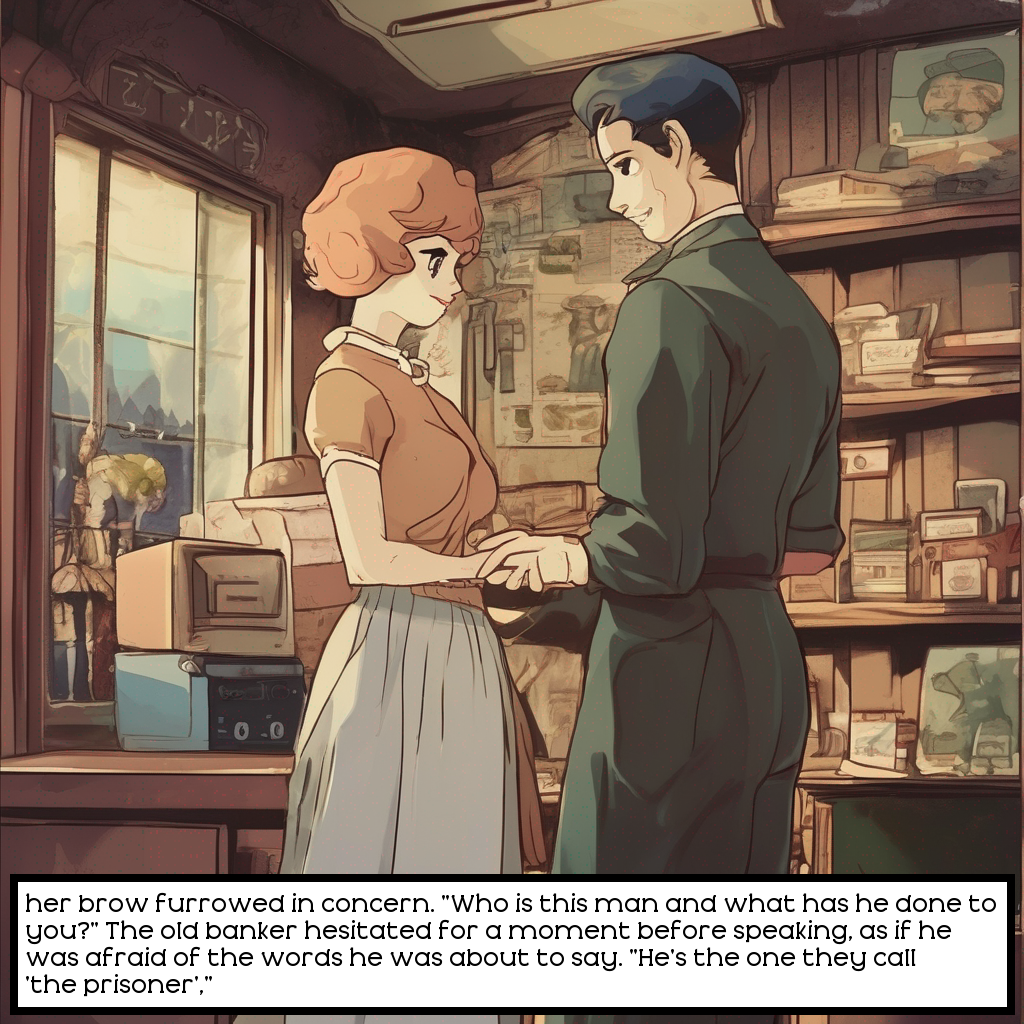 her brow furrowed in concern. "Who is this man and what has he done to
you?" The old banker hesitated for a moment before speaking, as if he
was afraid of the words he was about to say. "He's the one they call
'the prisoner',"